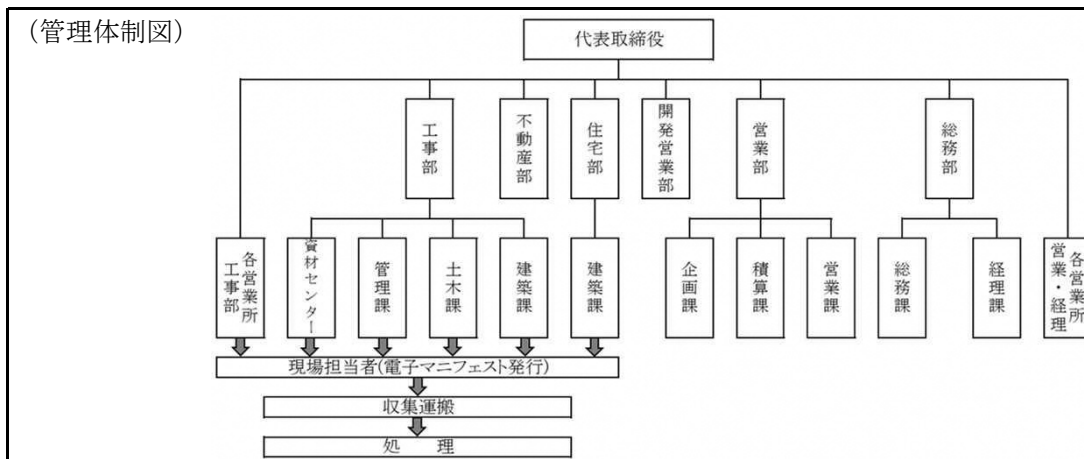 （管理体制図）
代表取締役
工事部
不動産部
住宅部
開発営業部
営業部
総務部
各営業所
工事部
資材センター
管理課
土木課
建築課
建築課
企画課
積算課
営業課
総務課
経理課
各営業所
営業・経理
現場担当者(電子マニフェスト発行)
収集運搬
処　理